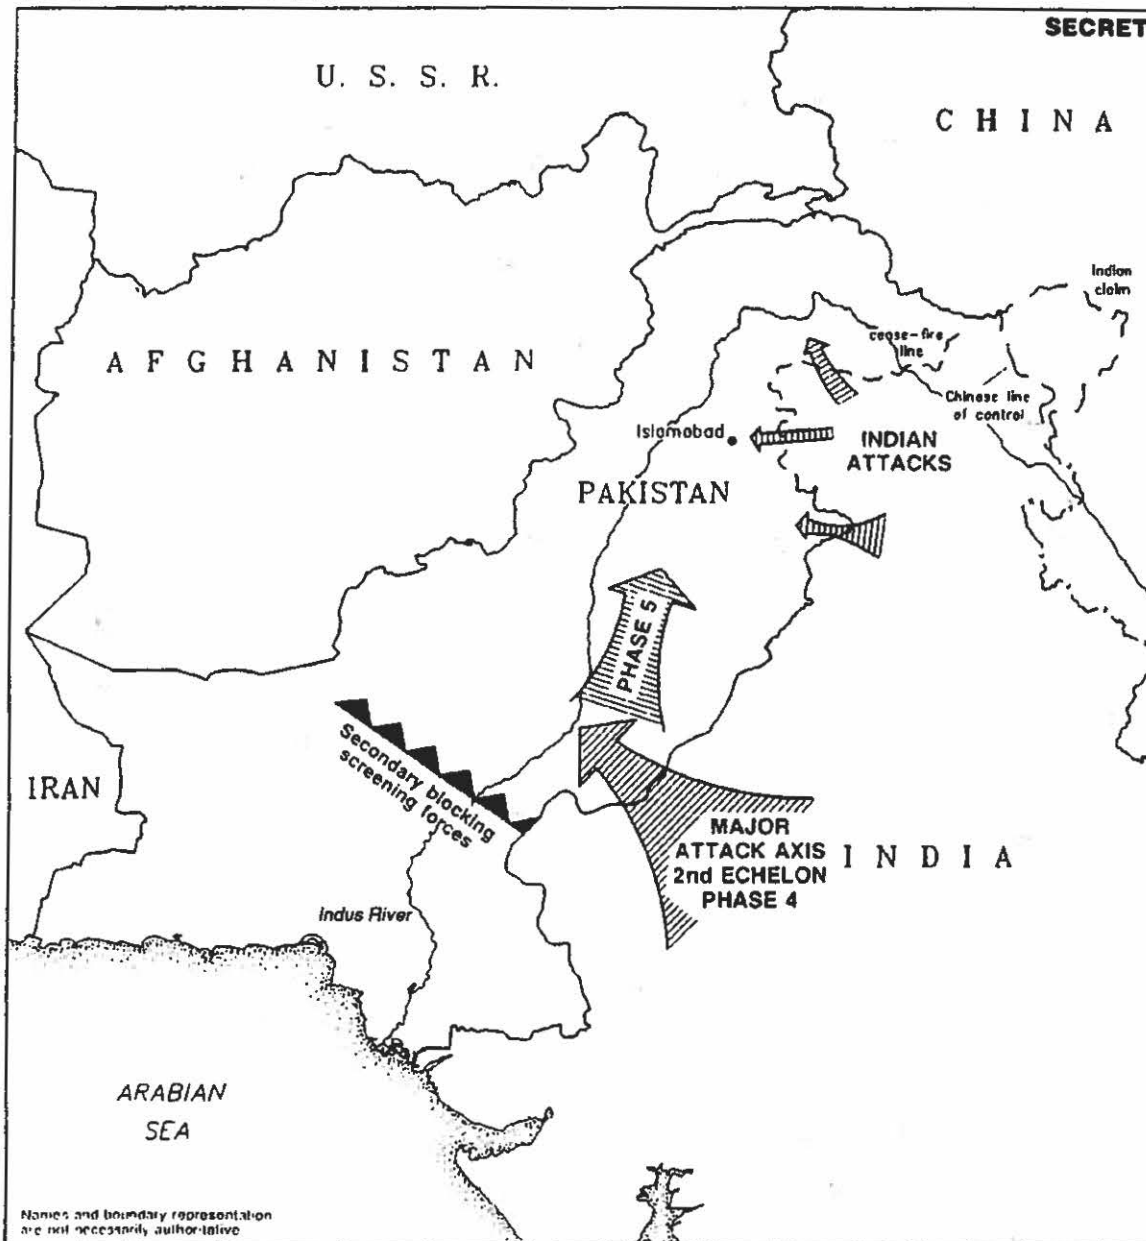 SECRET
U. S. S. R.
CHINA
Indian
claim
AFGHANISTAN
cease-fire
line
Chinese line
of control
Islamabad
INDIAN
ATTACKS
PAKISTAN
PHASE 5
Secondary blocking
screening forces
IRAN
MAJOR
ATTACK AXIS
2nd ECHELON
PHASE 4
INDIA
Indus River
ARABIAN
SEA
Names and boundary representation
are not necessarily authoritative